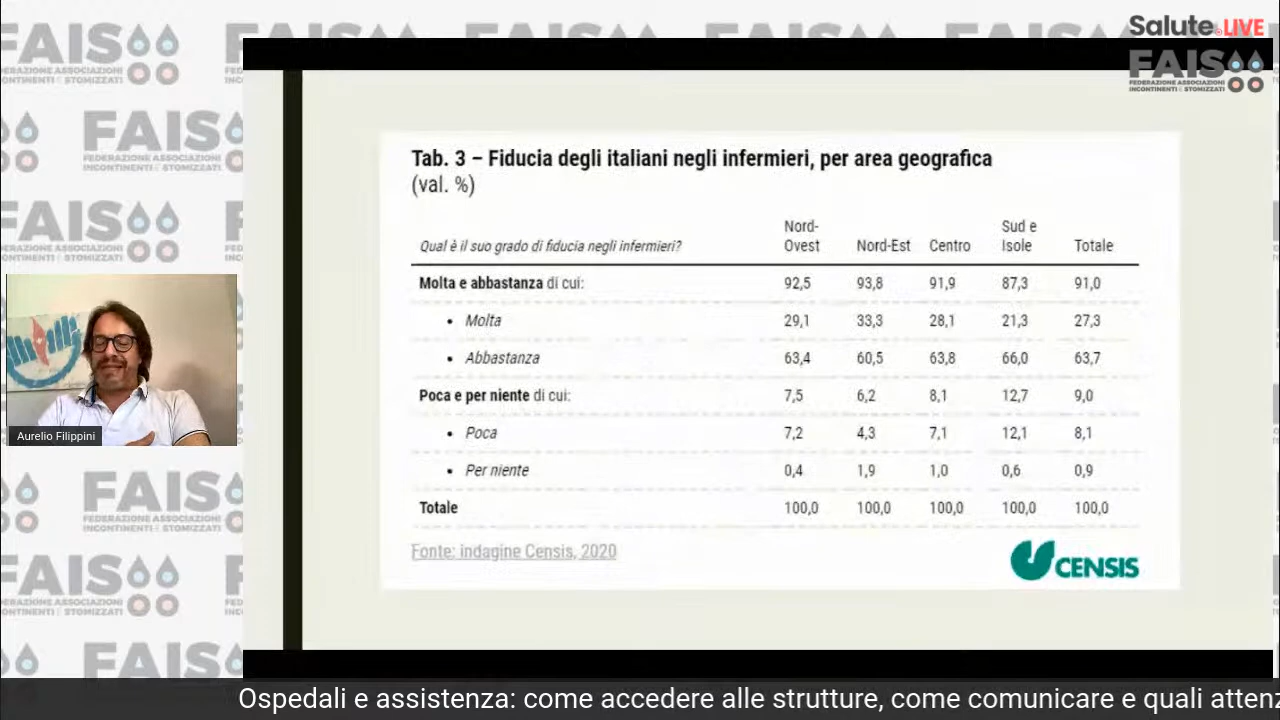 Salute LIVE
FAIS
FEDERAZIONE ASSOCIAZIONI
INCONTINENTI E STOMIZZATI
Tab. 3 – Fiducia degli italiani negli infermieri, per area geografica
(val. %)
Qual è il suo grado di fiducia negli infermieri? Nord-Ovest Nord-Est Centro Sud e Isole Totale
Molta e abbastanza di cui: 92,5 93,8 91,9 87,3 91,0
• Molta 29,1 33,3 28,1 21,3 27,3
• Abbastanza 63,4 60,5 63,8 66,0 63,7
Poca e per niente di cui: 7,5 6,2 8,1 12,7 9,0
• Poca 7,2 4,3 7,1 12,1 8,1
• Per niente 0,4 1,9 1,0 0,6 0,9
Totale 100,0 100,0 100,0 100,0 100,0
Fonte: indagine Censis, 2020
CENSIS
Aurelio Filippini
Ospedali e assistenza: come accedere alle strutture, come comunicare e quali attenz